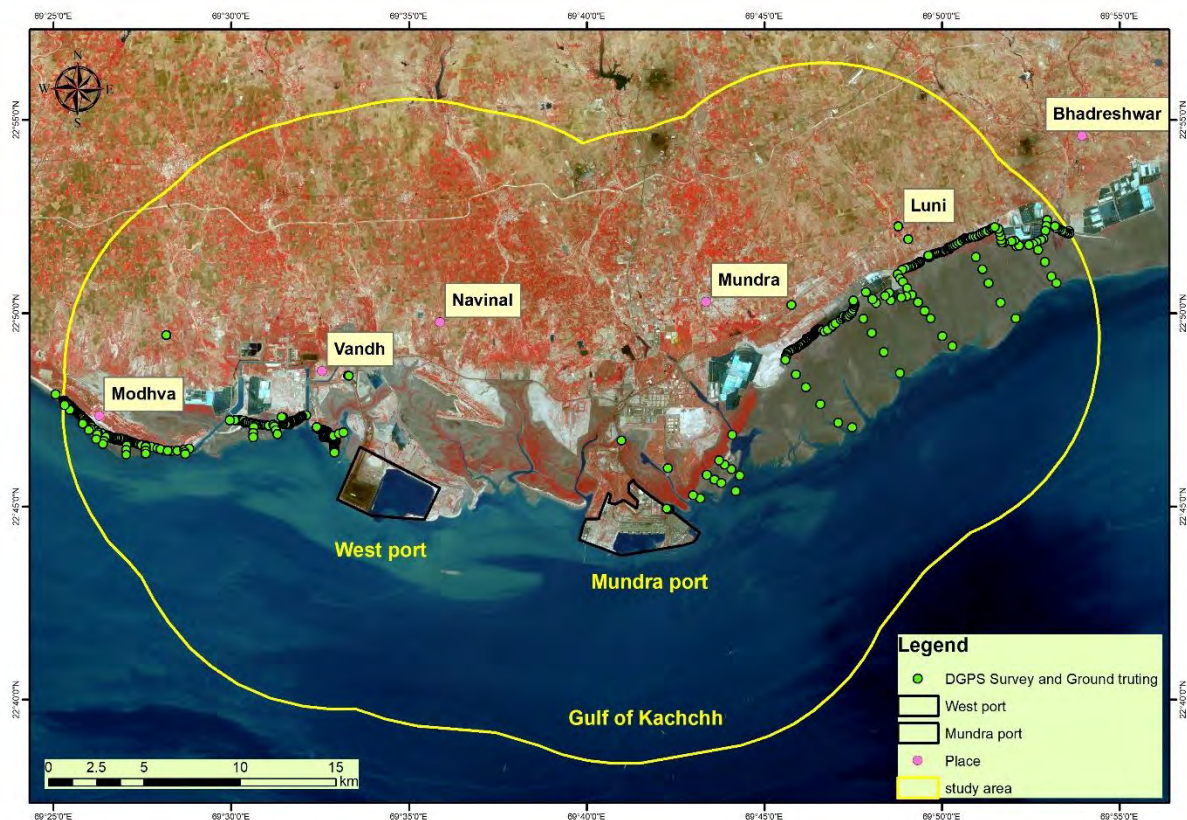 69°25'0"E 69°30'0"E 69°35'0"E 69°40'0"E 69°45'0"E 69°50'0"E 69°55'0"E
N
W E
S
22°55'0"N 22°55'0"N
Bhadreshwar
Luni
Mundra
Navinal
22°50'0"N 22°50'0"N
Vandh
Modhva
22°45'0"N 22°45'0"N
West port
Mundra port
Gulf of Kachchh
22°40'0"N 22°40'0"N
Legend
DGPS Survey and Ground truting
West port
Mundra port
Place
study area
0 2.5 5 10 15
km
69°25'0"E 69°30'0"E 69°35'0"E 69°40'0"E 69°45'0"E 69°50'0"E 69°55'0"E